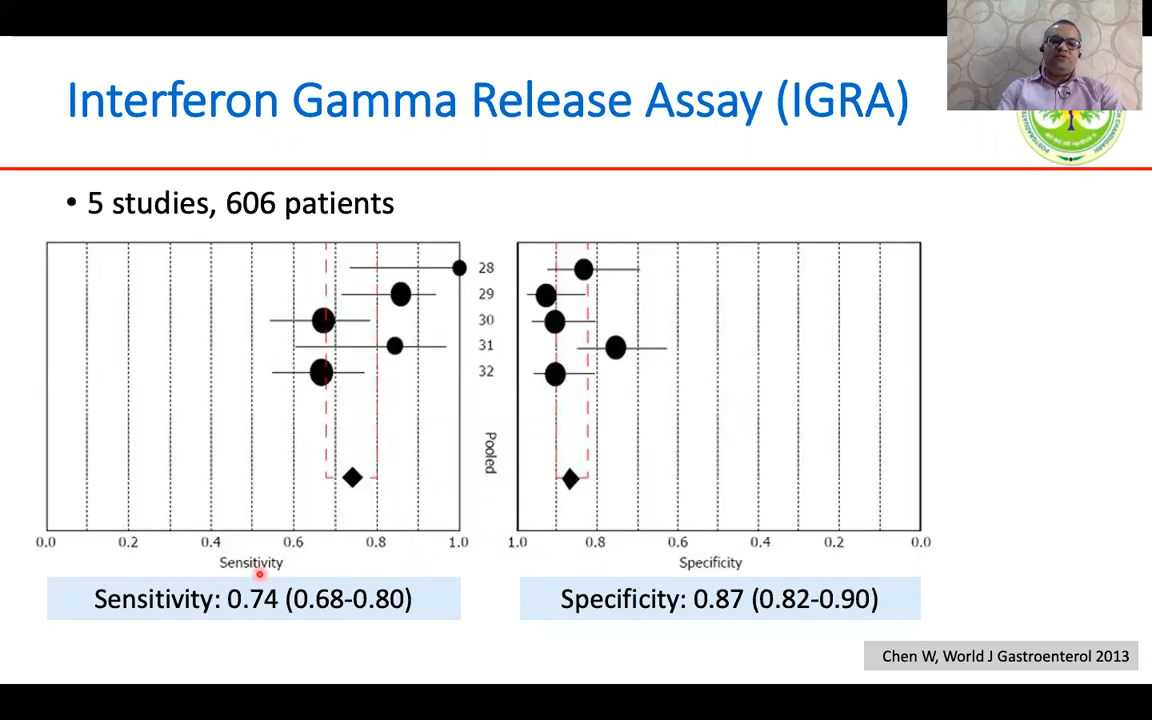 Interferon Gamma Release Assay (IGRA)
• 5 studies, 606 patients
28
29
30
31
32
Pooled
0.0 0.2 0.4 0.6 0.8 1.0
Sensitivity
1.0 0.8 0.6 0.4 0.2 0.0
Specificity
Sensitivity: 0.74 (0.68-0.80)
Specificity: 0.87 (0.82-0.90)
Chen W, World J Gastroenterol 2013